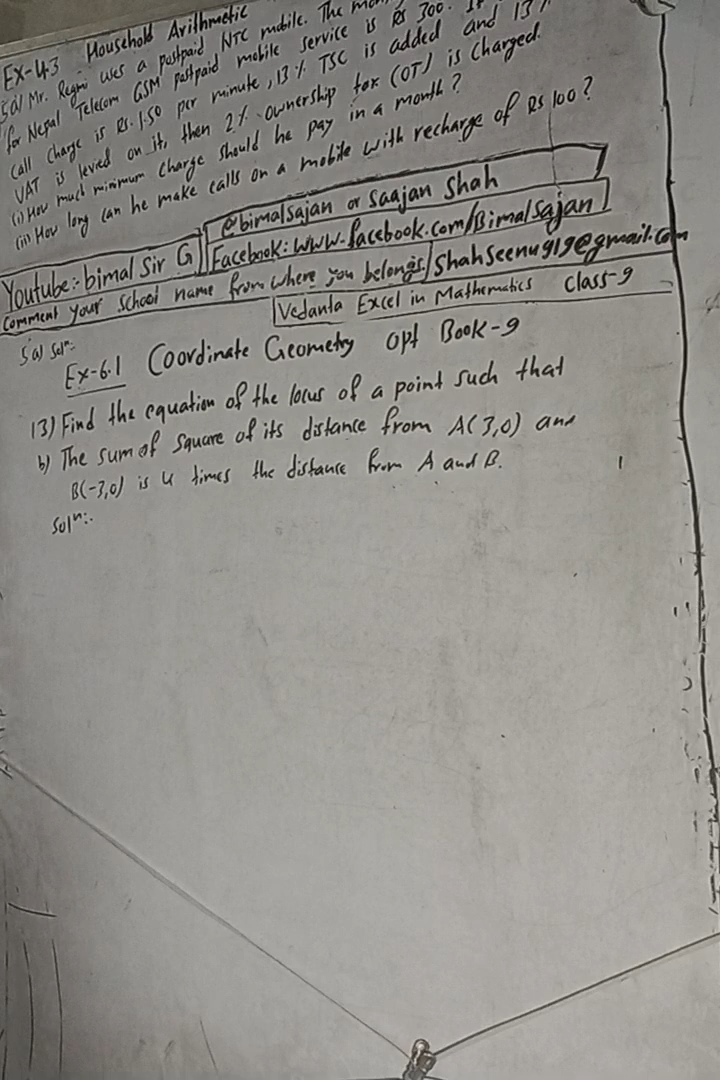 Ex-4.3 Household Arithmetic
5a) Mr. Regmi uses a postpaid NTC mobile. The
for Nepal Telecom GSM postpaid mobile service is RS 300. If
call charge is Rs. 1.50 per minute, 13% TSC is added and 13%
VAT is levied on it, then 2% ownership tax (OT) is charged.
(i) How much minimum charge should he pay in a month?
(ii) How long can he make calls on a mobile with recharge of RS 100?
@bimalsajan or Saajan Shah
Youtube:- bimal Sir G
Facebook: www.facebook.com/Bimalsajan
Comment your school name from where you belongs.
Shahseenu919@gmail.com
Vedanta Excel in Mathematics Class-9
5a) Solⁿ:-
Ex-6.1 Coordinate Geometry Opt Book-9
13) Find the equation of the locus of a point such that
b) The sum of square of its distance from A(3,0) and
B(-3,0) is 4 times the distance from A and B.
Solⁿ:-